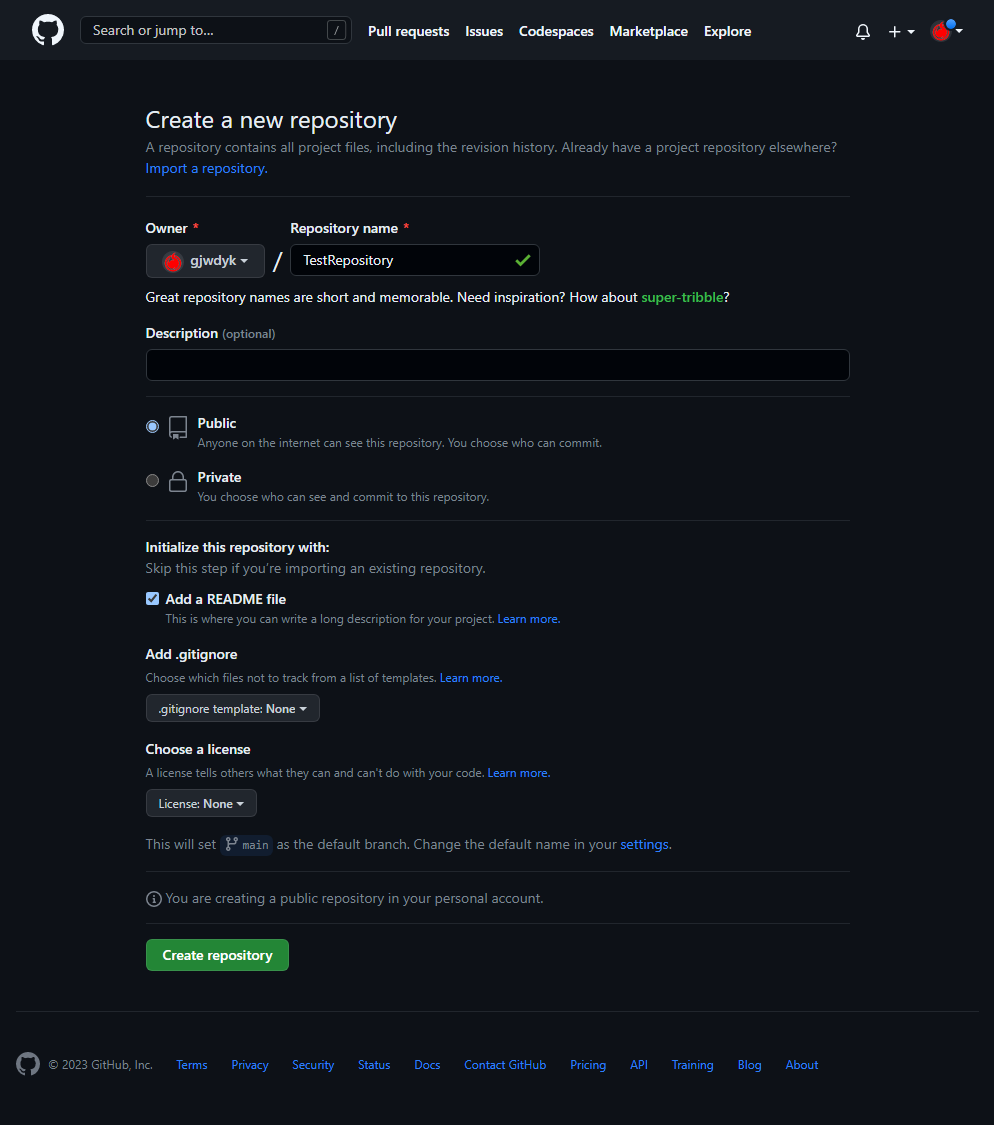 Search or jump to... /
Pull requests Issues Codespaces Marketplace Explore
Create a new repository
A repository contains all project files, including the revision history. Already have a project repository elsewhere?
Import a repository.
Owner * Repository name *
gjwdyk / TestRepository
Great repository names are short and memorable. Need inspiration? How about super-tribble?
Description (optional)
Public
Anyone on the internet can see this repository. You choose who can commit.
Private
You choose who can see and commit to this repository.
Initialize this repository with:
Skip this step if you're importing an existing repository.
Add a README file
This is where you can write a long description for your project. Learn more.
Add .gitignore
Choose which files not to track from a list of templates. Learn more.
.gitignore template: None
Choose a license
A license tells others what they can and can't do with your code. Learn more.
License: None
This will set main as the default branch. Change the default name in your settings.
You are creating a public repository in your personal account.
Create repository
© 2023 GitHub, Inc. Terms Privacy Security Status Docs Contact GitHub Pricing API Training Blog About